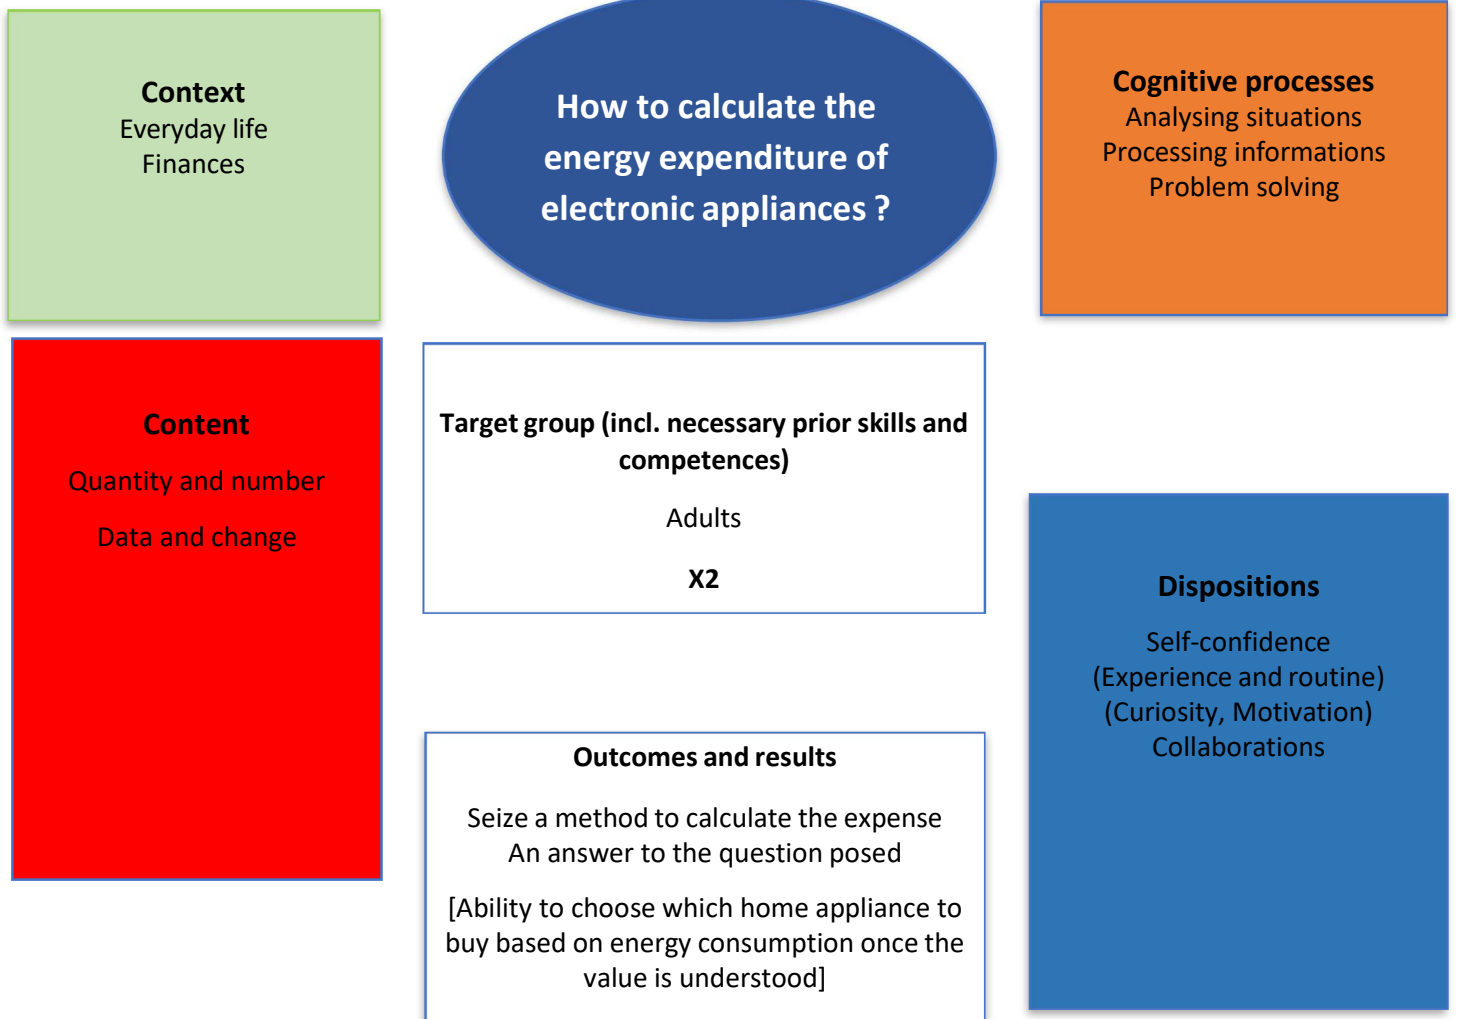 Context
Everyday life
Finances
How to calculate the
energy expenditure of
electronic appliances ?
Cognitive processes
Analysing situations
Processing informations
Problem solving
Content
Quantity and number
Data and change
Target group (incl. necessary prior skills and
competences)
Adults
X2
Dispositions
Self-confidence
(Experience and routine)
(Curiosity, Motivation)
Collaborations
Outcomes and results
Seize a method to calculate the expense
An answer to the question posed
[Ability to choose which home appliance to
buy based on energy consumption once the
value is understood]